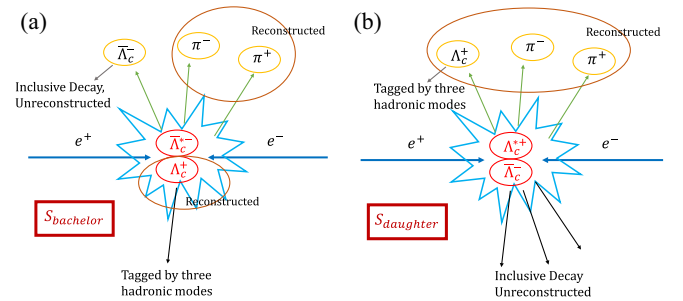 (a)
Reconstructed
Λ̅c⁻
π⁻
π⁺
Inclusive Decay,
Unreconstructed
e⁺
e⁻
Λ̅c*⁻
Λc⁺
Reconstructed
Sbachelor
Tagged by three
hadronic modes
(b)
Reconstructed
Λc⁺
π⁻
π⁺
Tagged by three
hadronic modes
e⁺
e⁻
Λc*⁺
Λ̅c⁻
Sdaughter
Inclusive Decay
Unreconstructed